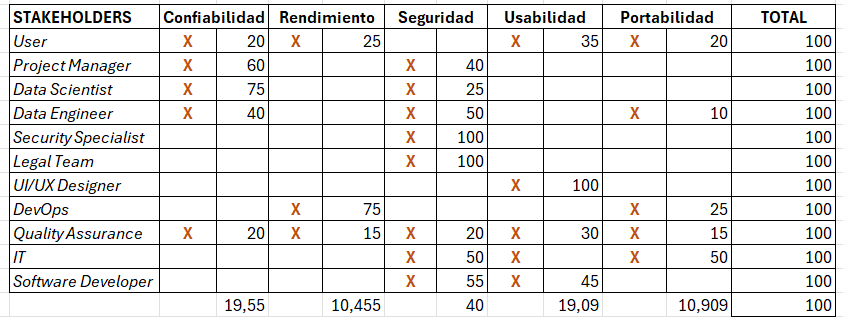 STAKEHOLDERS Confiabilidad Rendimiento Seguridad Usabilidad Portabilidad TOTAL
User X 20 X 25 X 35 X 20 100
Project Manager X 60 X 40 100
Data Scientist X 75 X 25 100
Data Engineer X 40 X 50 X 10 100
Security Specialist X 100 100
Legal Team X 100 100
UI/UX Designer X 100 100
DevOps X 75 X 25 100
Quality Assurance X 20 X 15 X 20 X 30 X 15 100
IT X 50 X X 50 100
Software Developer X 55 X 45 100
19,55 10,455 40 19,09 10,909 100